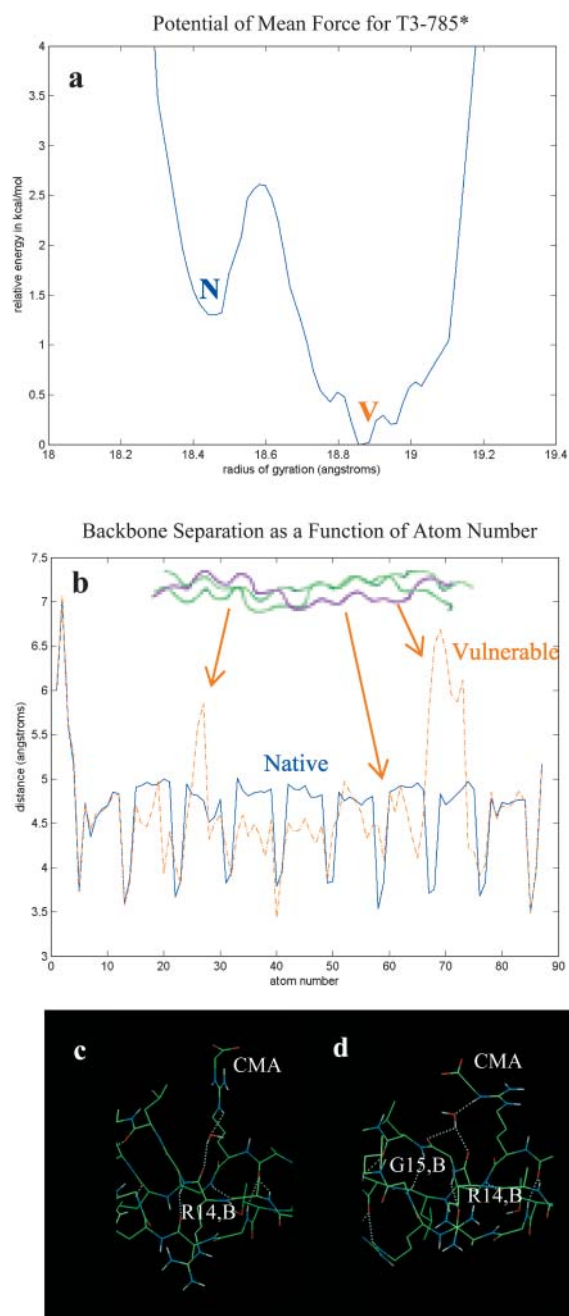 Potential of Mean Force for T3-785*
a
relative energy in kcal/mol
4
3.5
3
2.5
2
1.5
1
0.5
0
N
V
18 18.2 18.4 18.6 18.8 19 19.2 19.4
radius of gyration (angstroms)
Backbone Separation as a Function of Atom Number
b
distance (angstroms)
7.5
7
6.5
6
5.5
5
4.5
4
3.5
3
Vulnerable
Native
0 10 20 30 40 50 60 70 80 90
atom number
c
CMA
R14,B
d
CMA
G15,B
R14,B